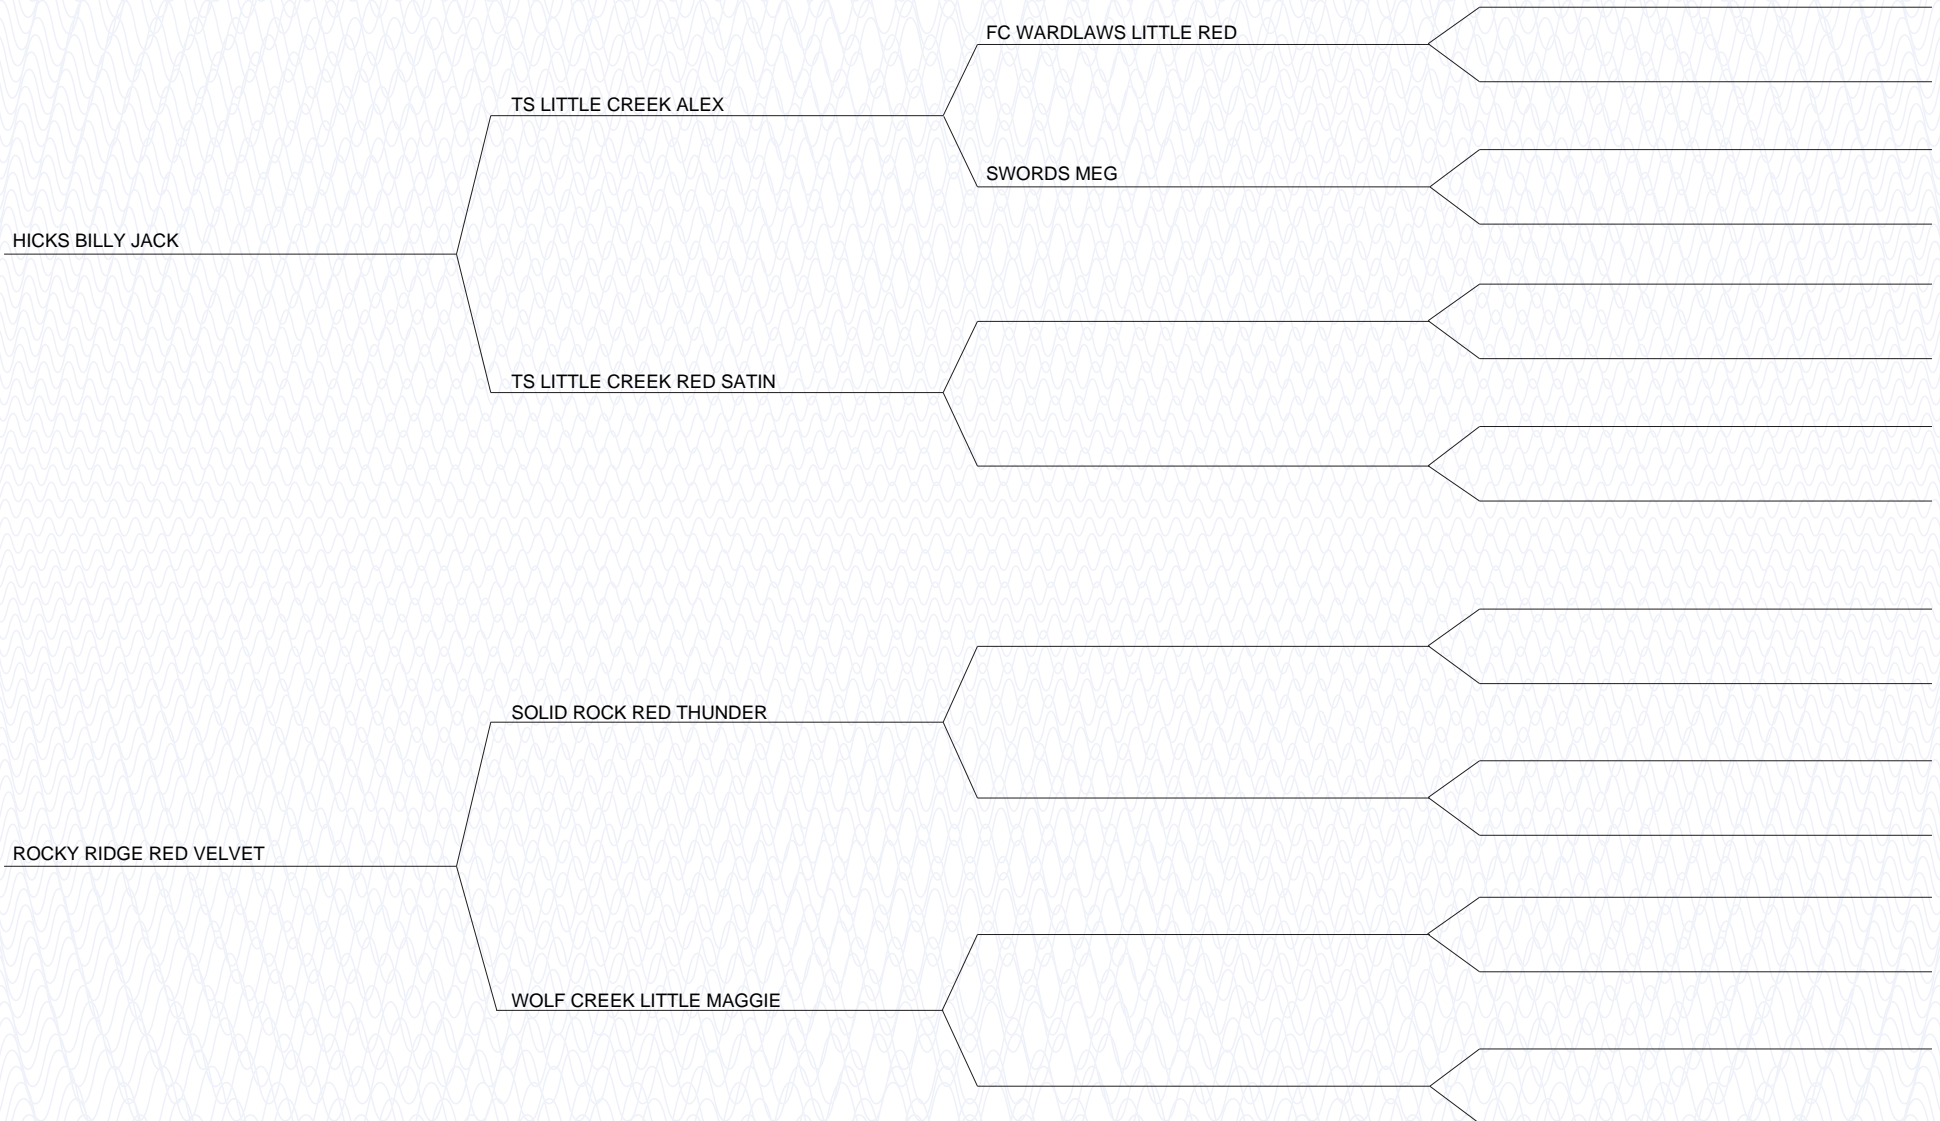 FC WARDLAWS LITTLE RED
TS LITTLE CREEK ALEX
SWORDS MEG
HICKS BILLY JACK
TS LITTLE CREEK RED SATIN
SOLID ROCK RED THUNDER
ROCKY RIDGE RED VELVET
WOLF CREEK LITTLE MAGGIE